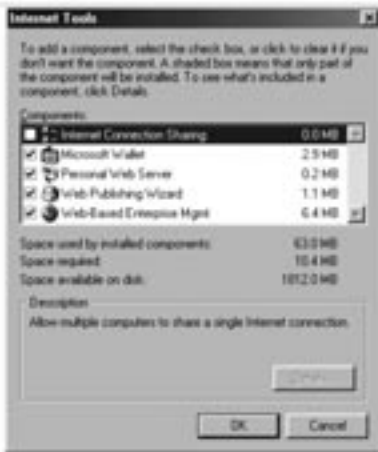 Internet Tools
To add a component, select the check box, or click to clear it if you
don't want the component. A shaded box means that only part of
the component will be installed. To see what's included in a
component, click Details.
Components:
Internet Connection Sharing 0.0 MB
Microsoft Wallet 2.9 MB
Personal Web Server 0.2 MB
Web Publishing Wizard 1.1 MB
Web-Based Enterprise Mgmt 6.4 MB
Space used by installed components: 63.0 MB
Space required: 10.4 MB
Space available on disk: 1812.0 MB
Description
Allow multiple computers to share a single Internet connection.
Details...
OK Cancel